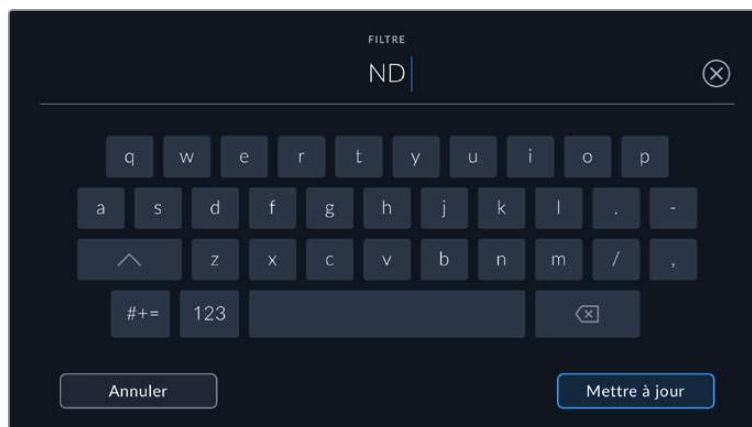 FILTRE
ND
q w e r t y u i o p
a s d f g h j k l . -
z x c v b n m / ,
#+= 123
Annuler Mettre à jour